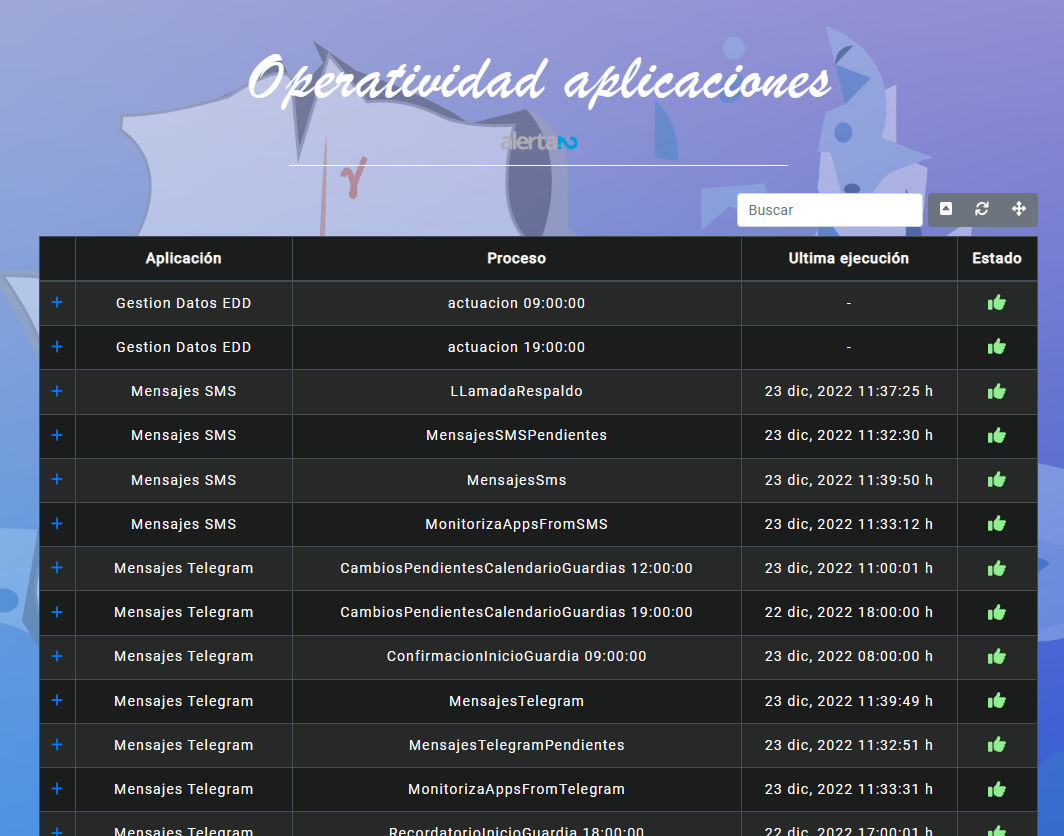 Operatividad aplicaciones
alerta2
γ
Buscar
Aplicación Proceso Ultima ejecución Estado
+ Gestion Datos EDD actuacion 09:00:00 -
+ Gestion Datos EDD actuacion 19:00:00 -
+ Mensajes SMS LLamadaRespaldo 23 dic, 2022 11:37:25 h
+ Mensajes SMS MensajesSMSPendientes 23 dic, 2022 11:32:30 h
+ Mensajes SMS MensajesSms 23 dic, 2022 11:39:50 h
+ Mensajes SMS MonitorizaAppsFromSMS 23 dic, 2022 11:33:12 h
+ Mensajes Telegram CambiosPendientesCalendarioGuardias 12:00:00 23 dic, 2022 11:00:01 h
+ Mensajes Telegram CambiosPendientesCalendarioGuardias 19:00:00 22 dic, 2022 18:00:00 h
+ Mensajes Telegram ConfirmacionInicioGuardia 09:00:00 23 dic, 2022 08:00:00 h
+ Mensajes Telegram MensajesTelegram 23 dic, 2022 11:39:49 h
+ Mensajes Telegram MensajesTelegramPendientes 23 dic, 2022 11:32:51 h
+ Mensajes Telegram MonitorizaAppsFromTelegram 23 dic, 2022 11:33:31 h
+ Mensajes Telegram RecordatorioInicioGuardia 18:00:00 22 dic, 2022 17:00:01 h